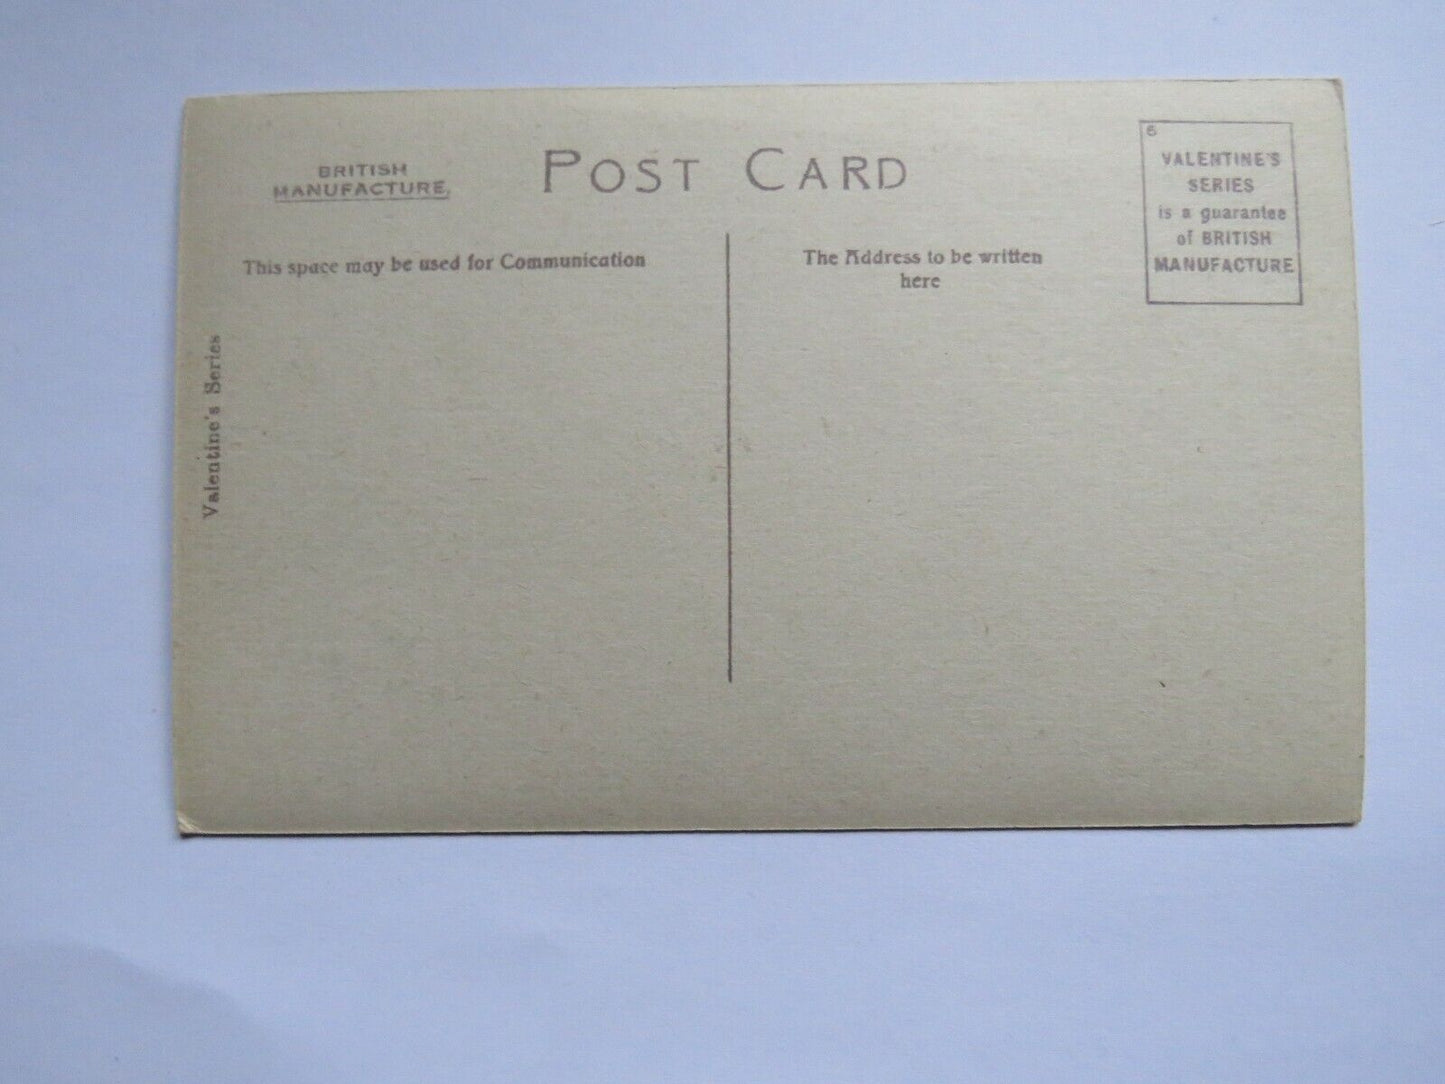 BRITISH
MANUFACTURE.
POST CARD
6
VALENTINE'S
SERIES
is a guarantee
of BRITISH
MANUFACTURE
This space may be used for Communication
The Address to be written
here
Valentine's Series